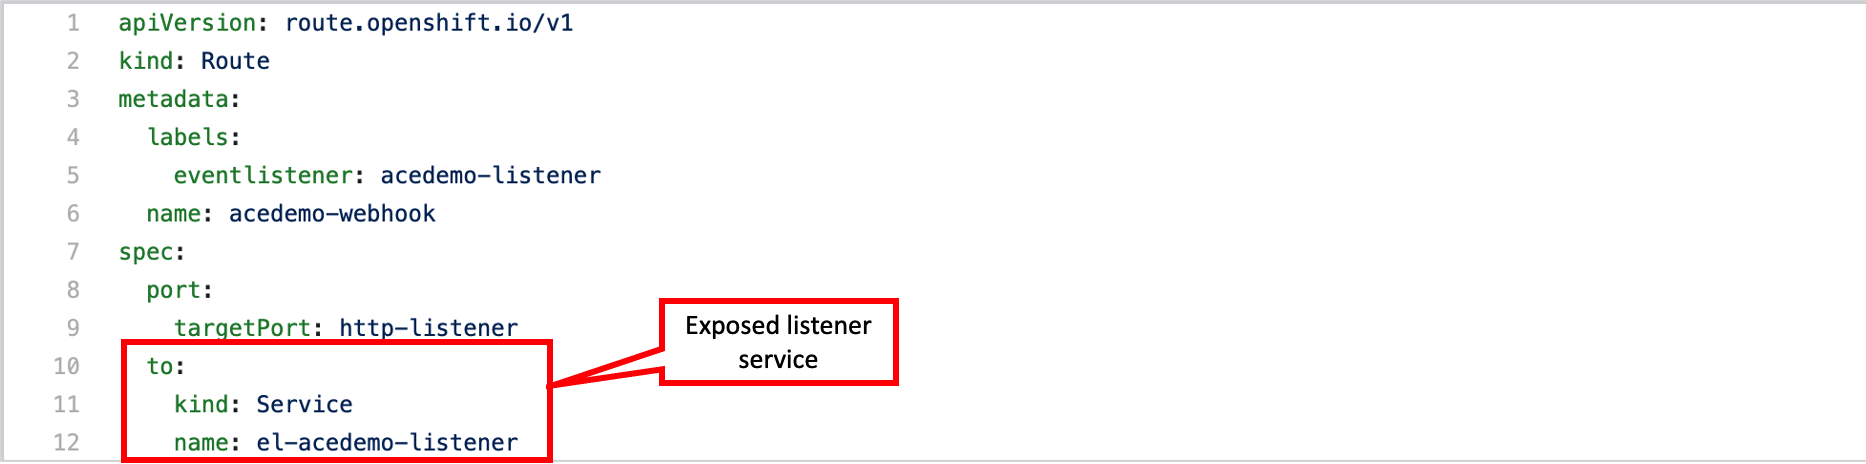 1 apiVersion: route.openshift.io/v1
2 kind: Route
3 metadata:
4   labels:
5     eventlistener: acedemo-listener
6   name: acedemo-webhook
7 spec:
8   port:
9     targetPort: http-listener
10   to:
11     kind: Service
12     name: el-acedemo-listener
Exposed listener
service